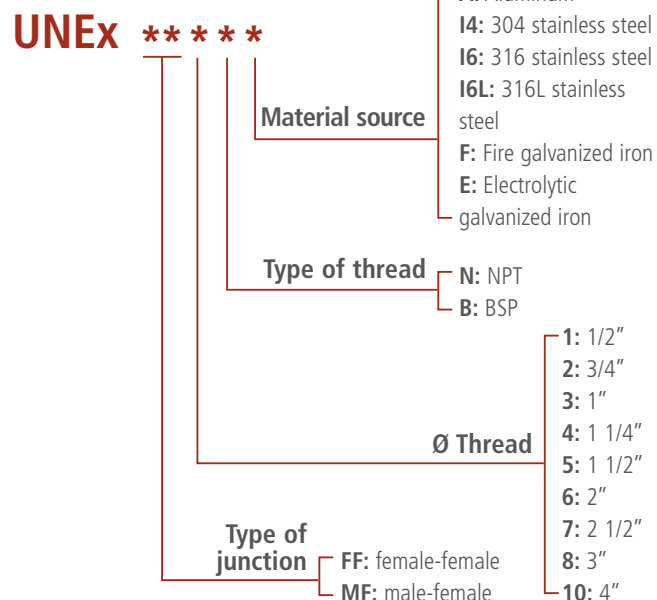 UNEx ** * * *
I4: 304 stainless steel
I6: 316 stainless steel
I6L: 316L stainless
steel
F: Fire galvanized iron
E: Electrolytic
galvanized iron
Material source
Type of thread
N: NPT
B: BSP
Ø Thread
1: 1/2”
2: 3/4”
3: 1”
4: 1 1/4”
5: 1 1/2”
6: 2”
7: 2 1/2”
8: 3”
10: 4”
Type of
junction
FF: female-female
MF: male-female